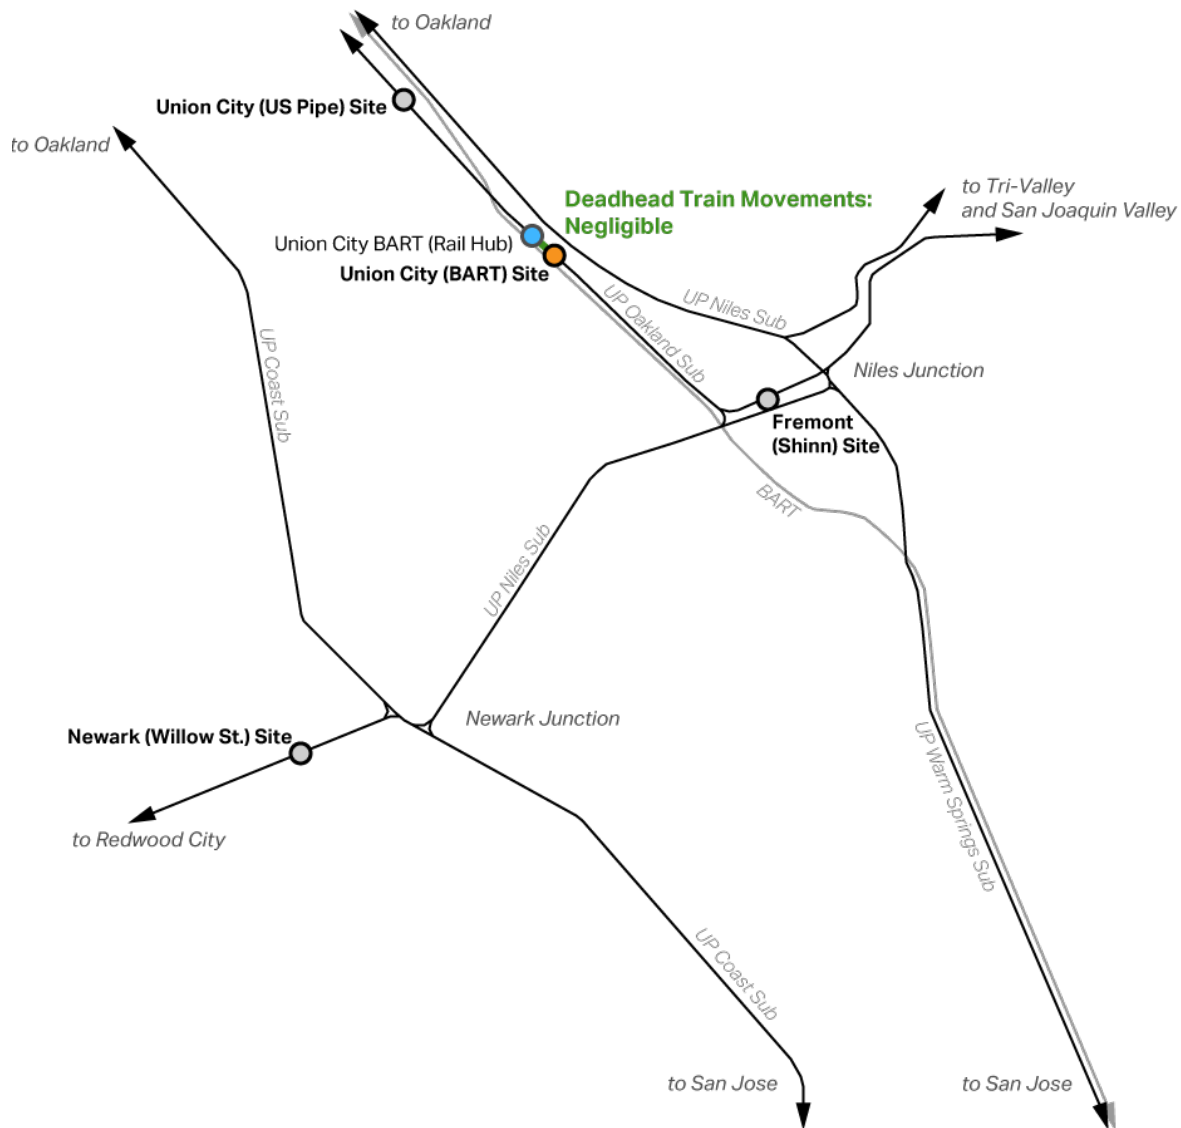 to Oakland
Union City (US Pipe) Site
to Oakland
Deadhead Train Movements:
Negligible
to Tri-Valley
and San Joaquin Valley
Union City BART (Rail Hub)
Union City (BART) Site
UP Oakland Sub
UP Niles Sub
UP Coast Sub
Niles Junction
Fremont
(Shinn) Site
BART
UP Niles Sub
Newark Junction
Newark (Willow St.) Site
UP Warm Springs Sub
to Redwood City
UP Coast Sub
to San Jose
to San Jose